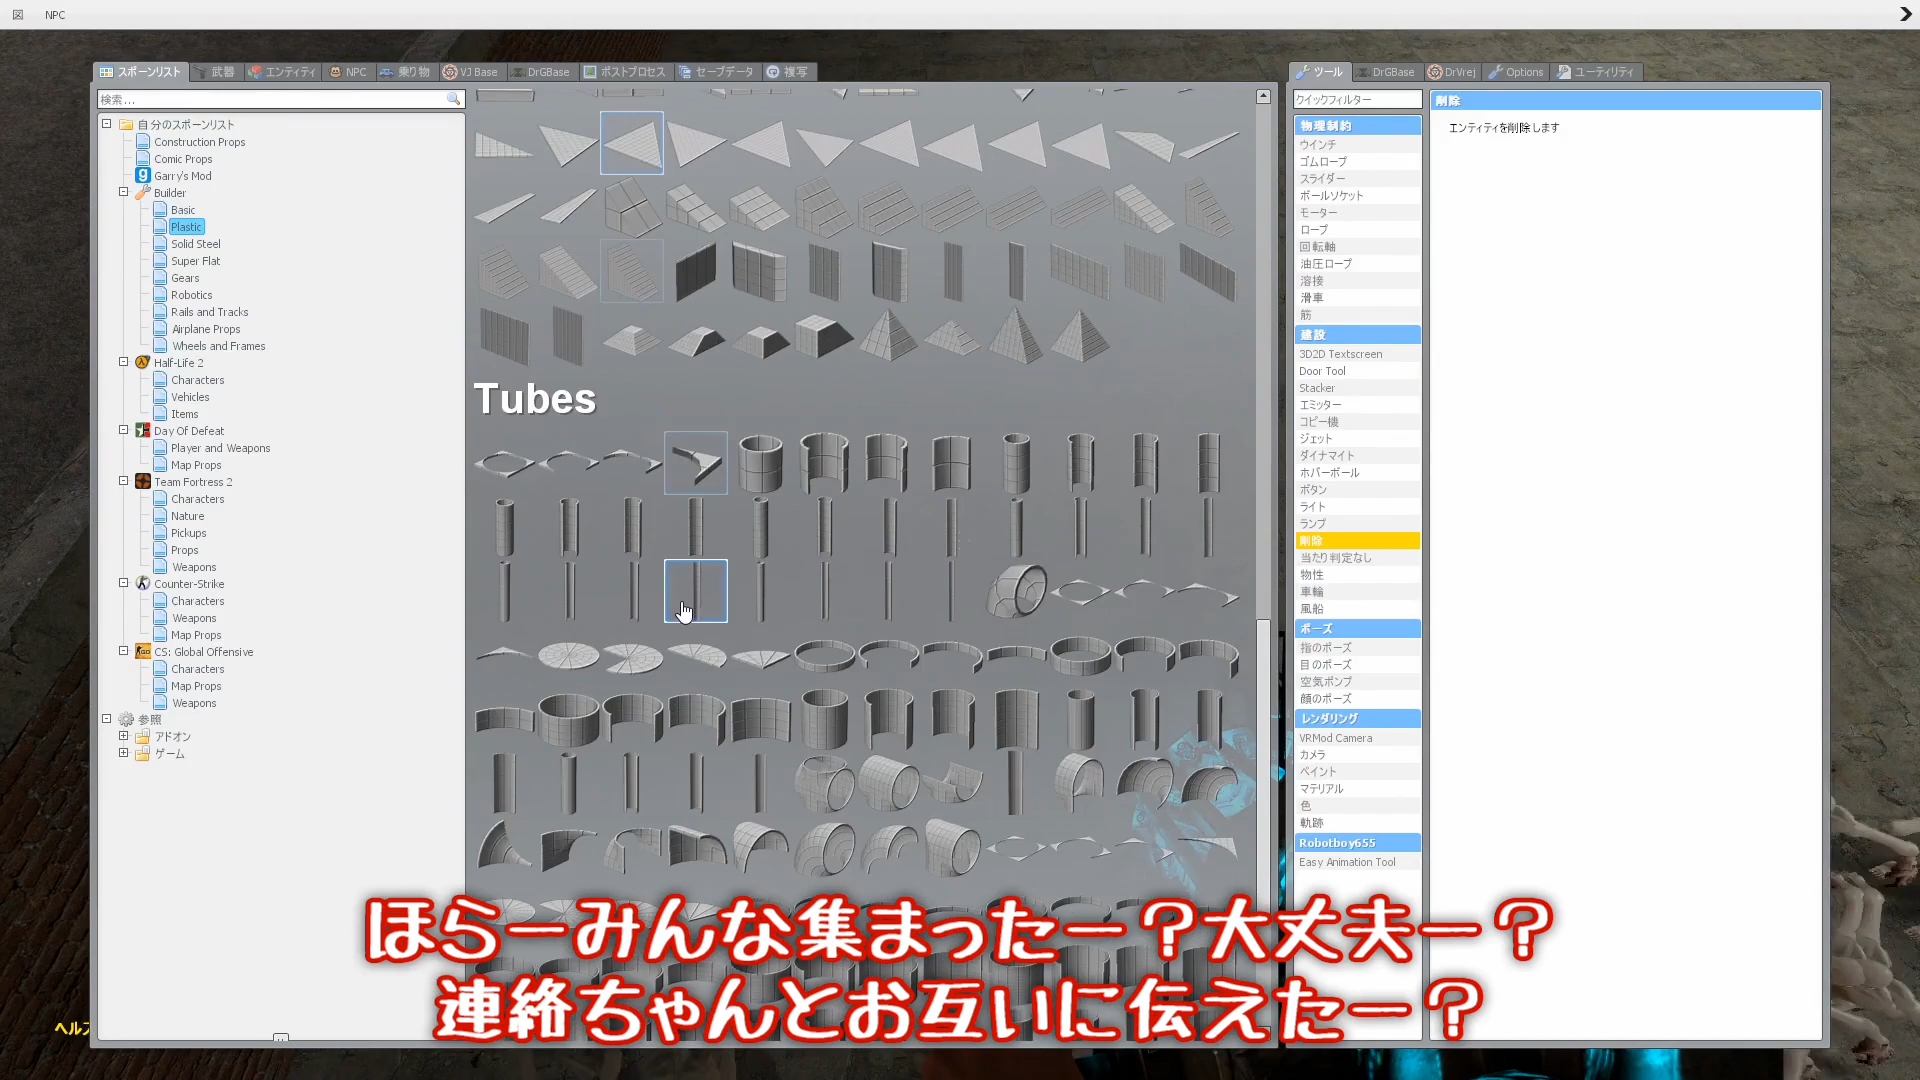 図 NPC
スポーンリスト 武器 エンティティ NPC 乗り物 VJ Base DrGBase ポストプロセス セーブデータ 複写
検索...
自分のスポーンリスト
Construction Props
Comic Props
Garry's Mod
Builder
Basic
Plastic
Solid Steel
Super Flat
Gears
Robotics
Rails and Tracks
Airplane Props
Wheels and Frames
Half-Life 2
Characters
Vehicles
Items
Day Of Defeat
Player and Weapons
Map Props
Team Fortress 2
Characters
Nature
Pickups
Props
Weapons
Counter-Strike
Characters
Weapons
Map Props
CS: Global Offensive
Characters
Map Props
Weapons
参照
アドオン
ゲーム
Tubes
ツール DrGBase DrVrej Options ユーティリティ
クイックフィルター
物理制約
ウインチ
ゴムロープ
スライダー
ボールソケット
モーター
ロープ
回転軸
油圧ロープ
溶接
滑車
筋
建設
3D2D Textscreen
Door Tool
Stacker
エミッター
コピー機
ジェット
ダイナマイト
ホバーボール
ボタン
ライト
ランプ
削除
当たり判定なし
物性
車輪
風船
ポーズ
指のポーズ
目のポーズ
空気ポンプ
顔のポーズ
レンダリング
VRMod Camera
カメラ
ペイント
マテリアル
色
軌跡
Robotboy655
Easy Animation Tool
削除
エンティティを削除します
ほらーみんな集まったー？大丈夫ー？
連絡ちゃんとお互いに伝えたー？
ヘル